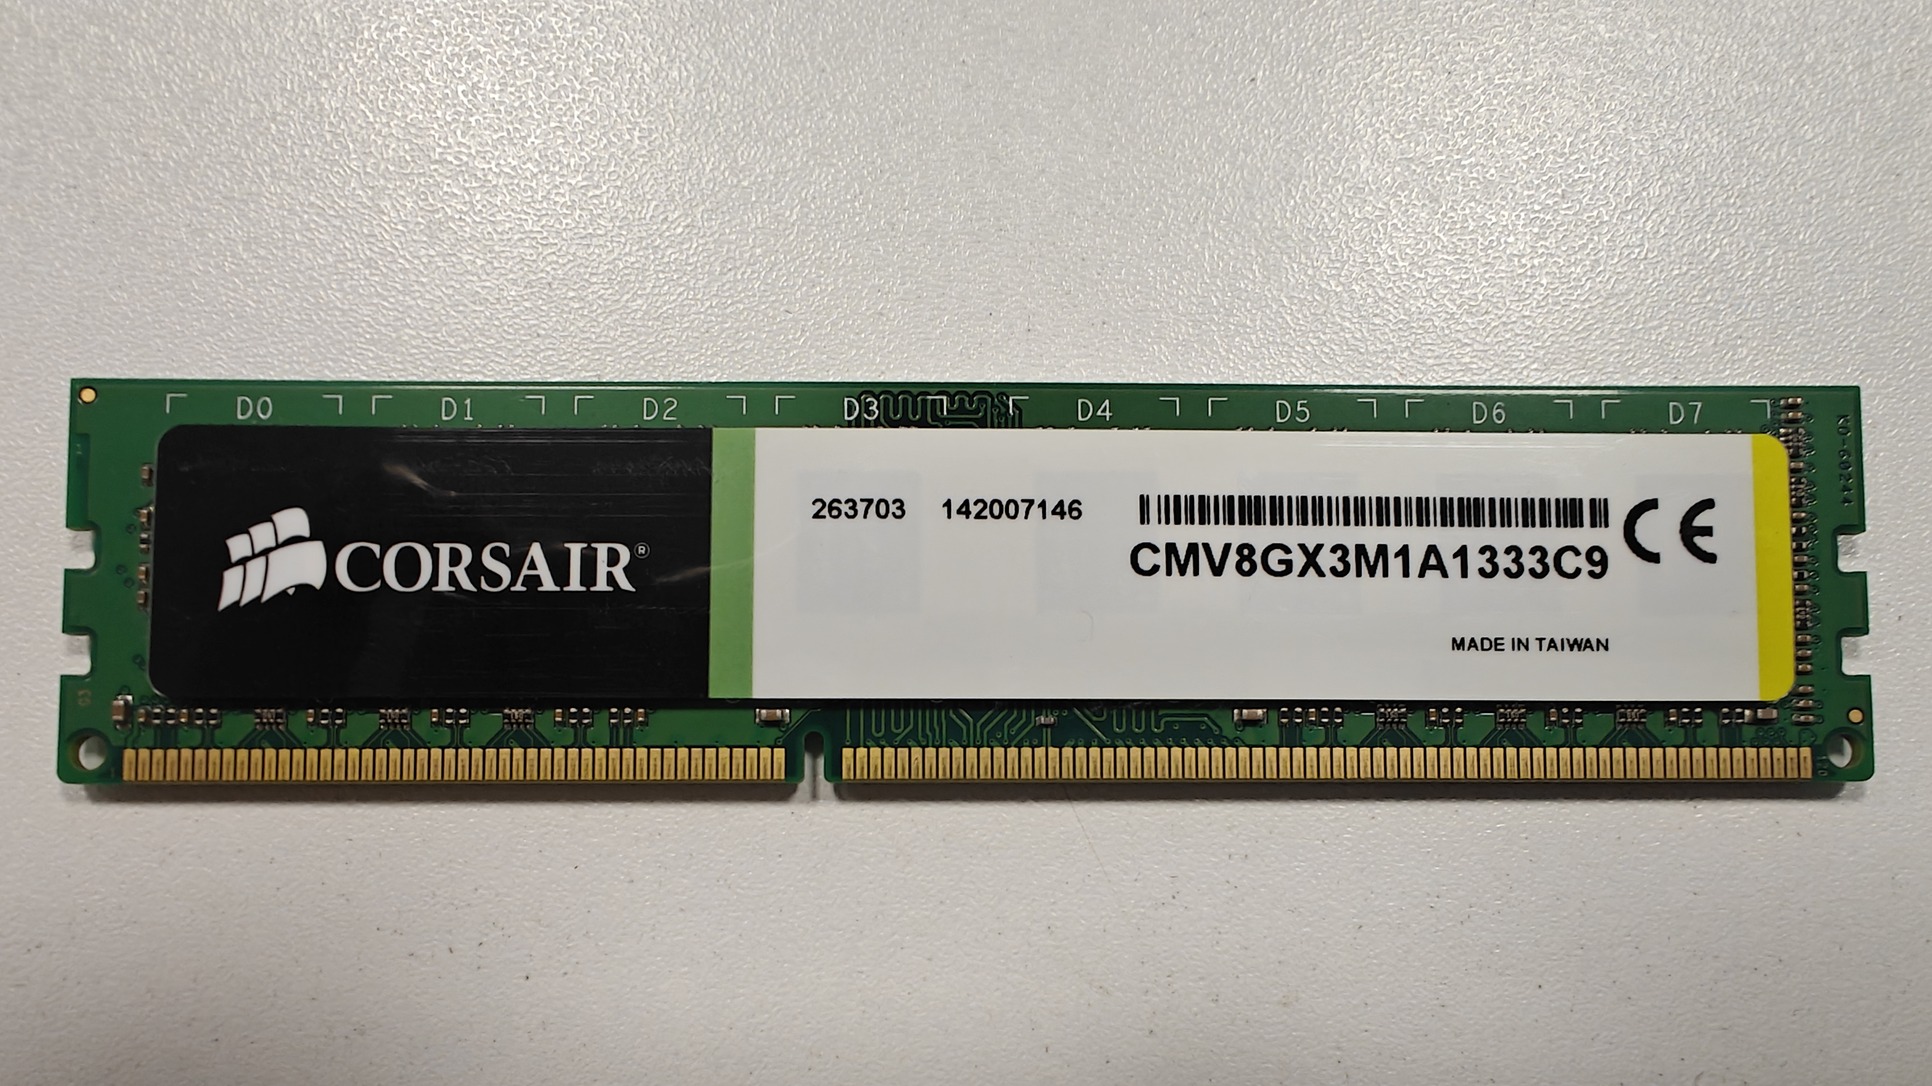 D0 D1 D2 D3 D4 D5 D6 D7
CORSAIR®
263703 142007146
CMV8GX3M1A1333C9
CE
MADE IN TAIWAN